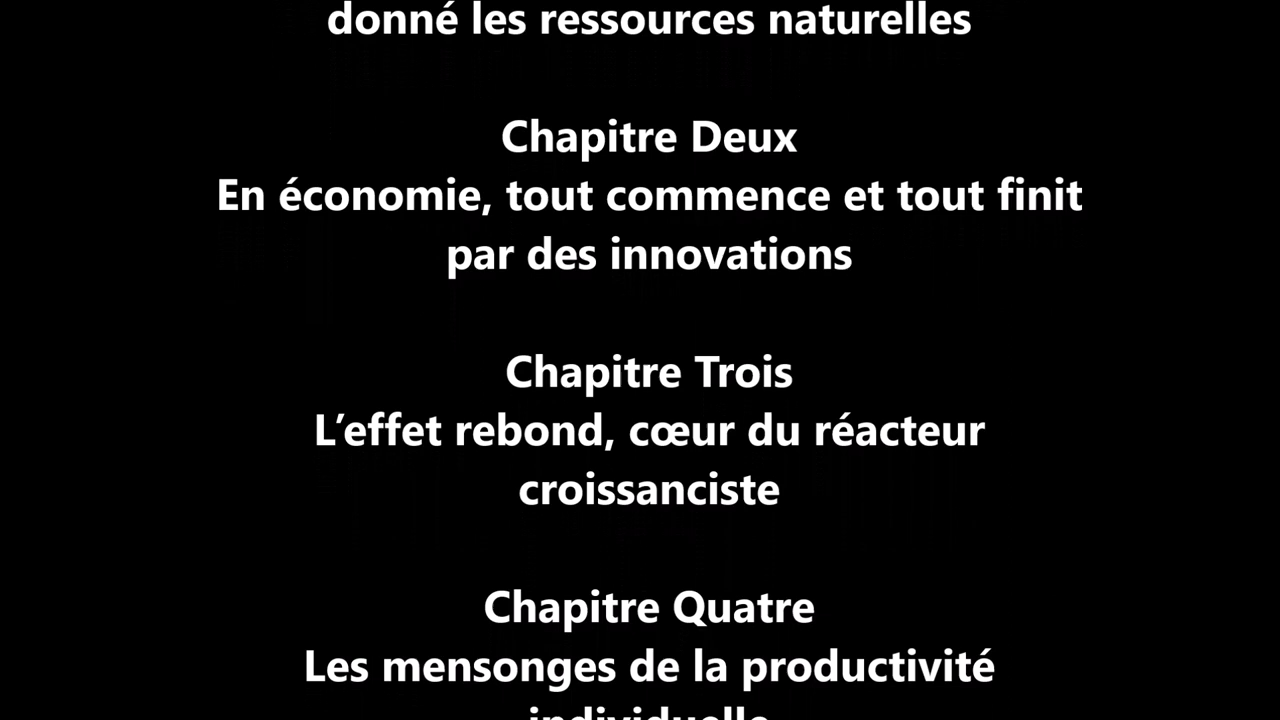 donné les ressources naturelles
Chapitre Deux
En économie, tout commence et tout finit
par des innovations
Chapitre Trois
L’effet rebond, cœur du réacteur
croissanciste
Chapitre Quatre
Les mensonges de la productivité
individuelle